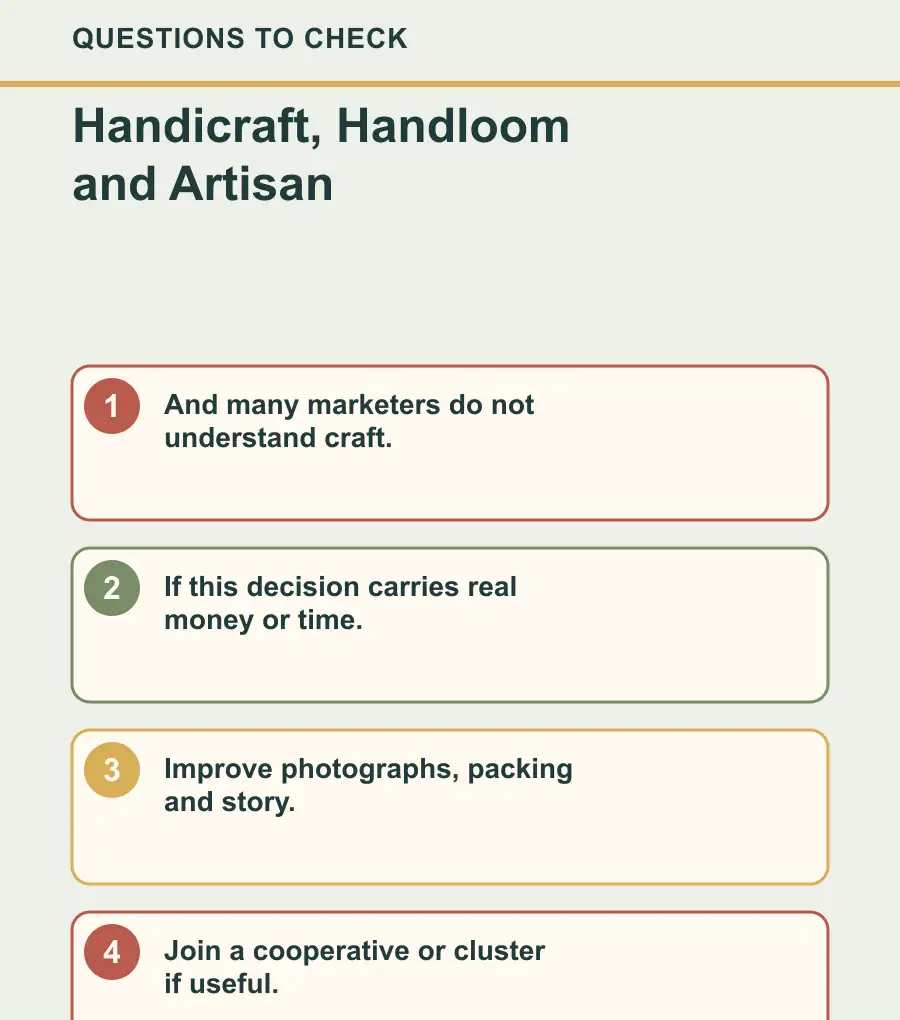 QUESTIONS TO CHECK
Handicraft, Handloom
and Artisan
1
And many marketers do not
understand craft.
2
If this decision carries real
money or time.
3
Improve photographs, packing
and story.
4
Join a cooperative or cluster
if useful.